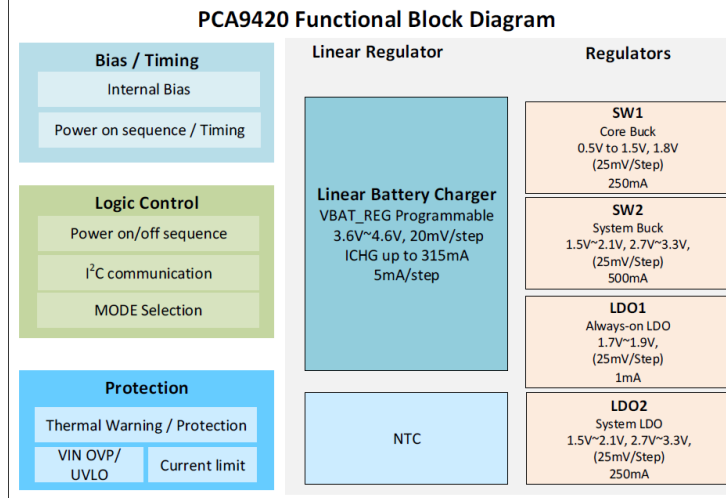 PCA9420 Functional Block Diagram
Bias / Timing
Internal Bias
Power on sequence / Timing
Logic Control
Power on/off sequence
I²C communication
MODE Selection
Protection
Thermal Warning / Protection
VIN OVP/
UVLO
Current limit
Linear Regulator
Linear Battery Charger
VBAT_REG Programmable
3.6V~4.6V, 20mV/step
ICHG up to 315mA
5mA/step
NTC
Regulators
SW1
Core Buck
0.5V to 1.5V, 1.8V
(25mV/Step)
250mA
SW2
System Buck
1.5V~2.1V, 2.7V~3.3V,
(25mV/Step)
500mA
LDO1
Always-on LDO
1.7V~1.9V,
(25mV/Step)
1mA
LDO2
System LDO
1.5V~2.1V, 2.7V~3.3V,
(25mV/Step)
250mA